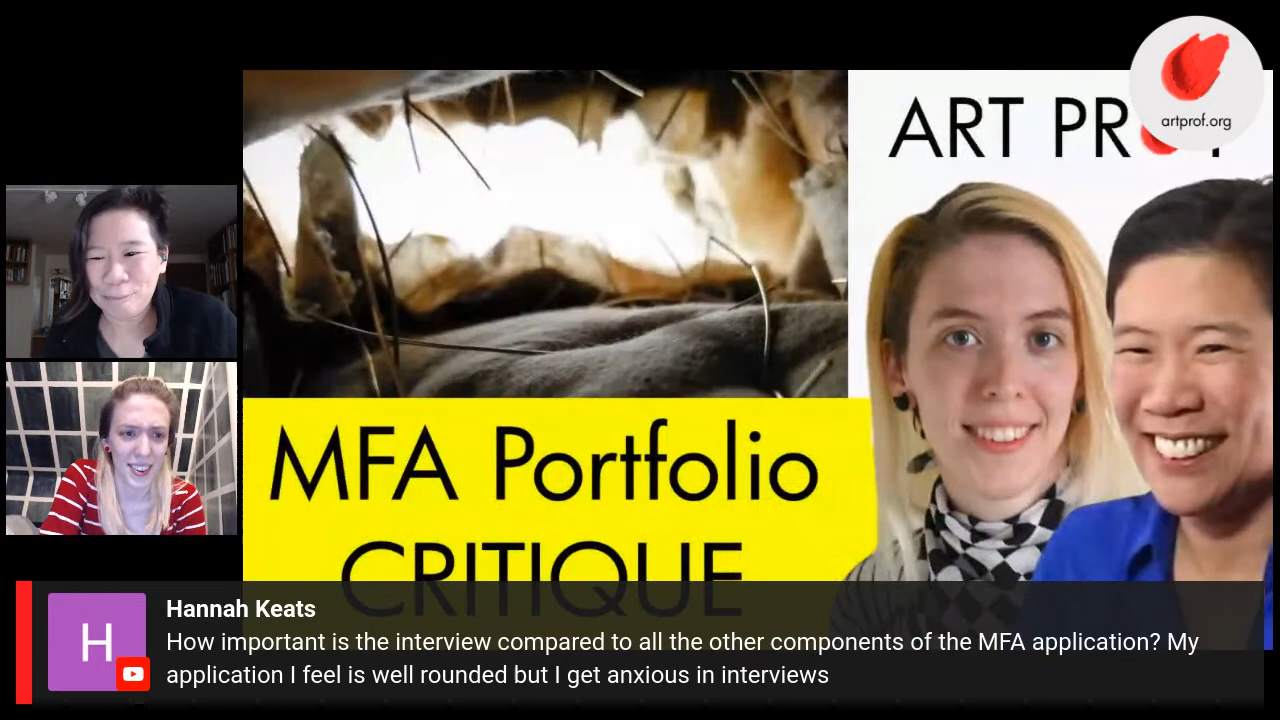 artprof.org
ART PROF
MFA Portfolio
CRITIQUE
H
Hannah Keats
How important is the interview compared to all the other components of the MFA application? My
application I feel is well rounded but I get anxious in interviews